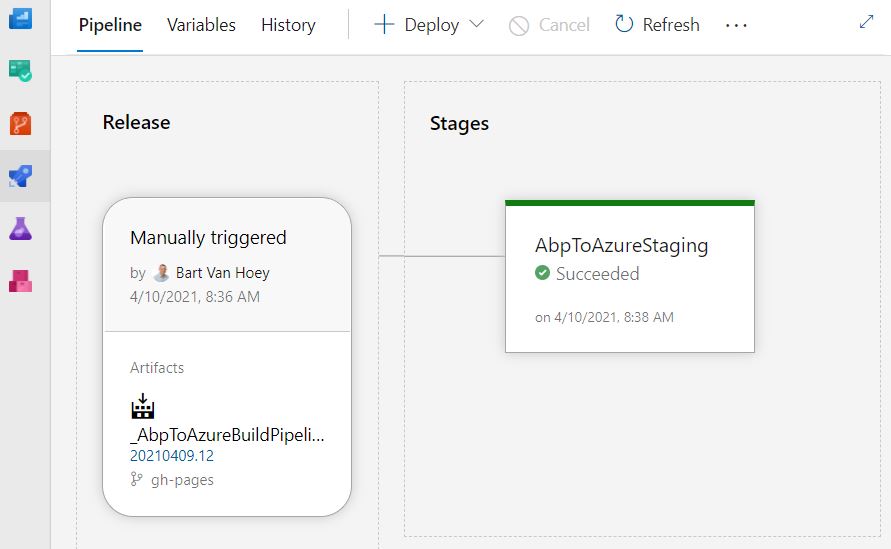 Pipeline Variables History Deploy Cancel Refresh ...
Release
Manually triggered
by Bart Van Hoey
4/10/2021, 8:36 AM
Artifacts
_AbpToAzureBuildPipeli...
20210409.12
gh-pages
Stages
AbpToAzureStaging
Succeeded
on 4/10/2021, 8:38 AM